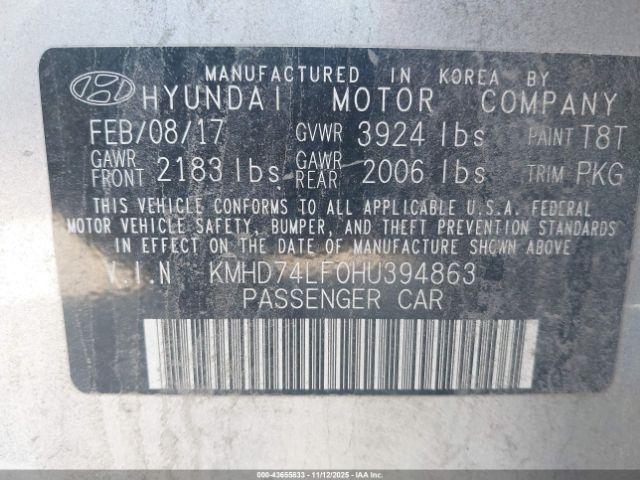 MANUFACTURED IN KOREA BY
HYUNDAI MOTOR COMPANY
FEB/08/17 GVWR 3924 lbs PAINT T8T
GAWR FRONT 2183 lbs GAWR REAR 2006 lbs TRIM PKG
THIS VEHICLE CONFORMS TO ALL APPLICABLE U.S.A. FEDERAL
MOTOR VEHICLE SAFETY, BUMPER, AND THEFT PREVENTION STANDARDS
IN EFFECT ON THE DATE OF MANUFACTURE SHOWN ABOVE
V.I.N KMHD74LF0HU394863
PASSENGER CAR
000-43655833 - 11/12/2025 - IAAI.COM